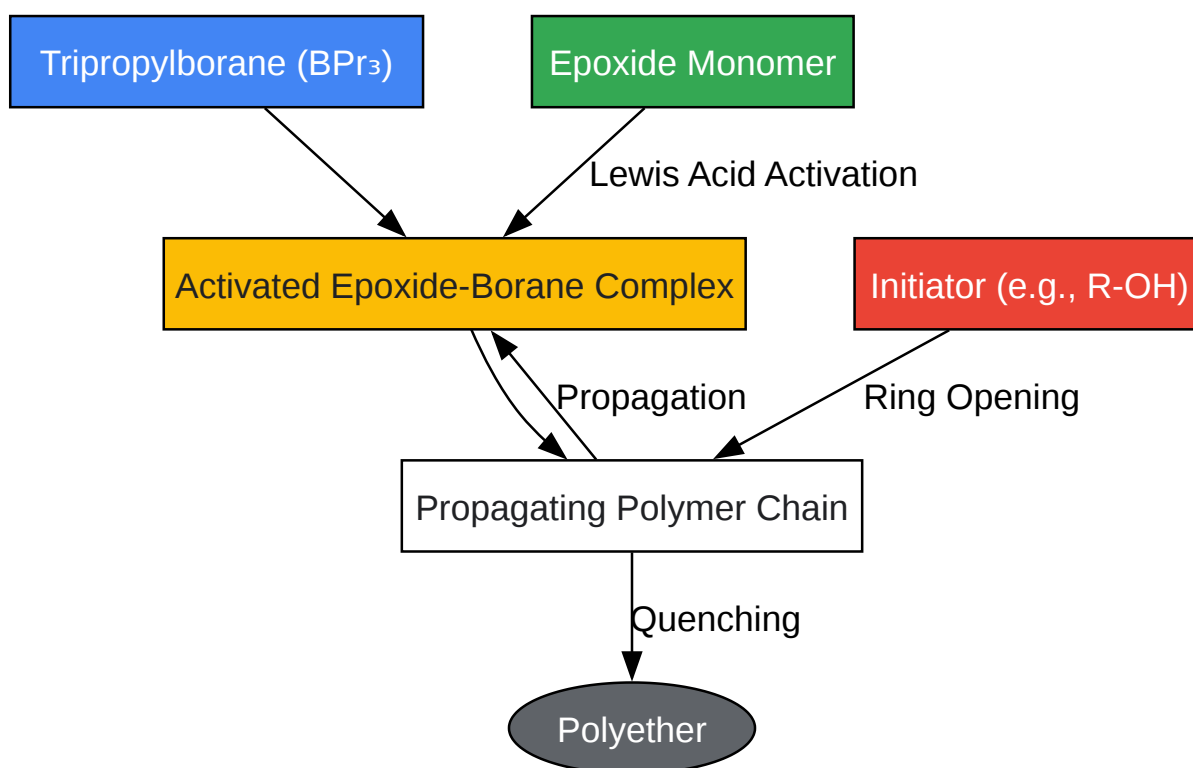 Tripropylborane (BPr₃)
Epoxide Monomer
Lewis Acid Activation
Activated Epoxide-Borane Complex
Initiator (e.g., R-OH)
Propagation
Ring Opening
Propagating Polymer Chain
Quenching
Polyether